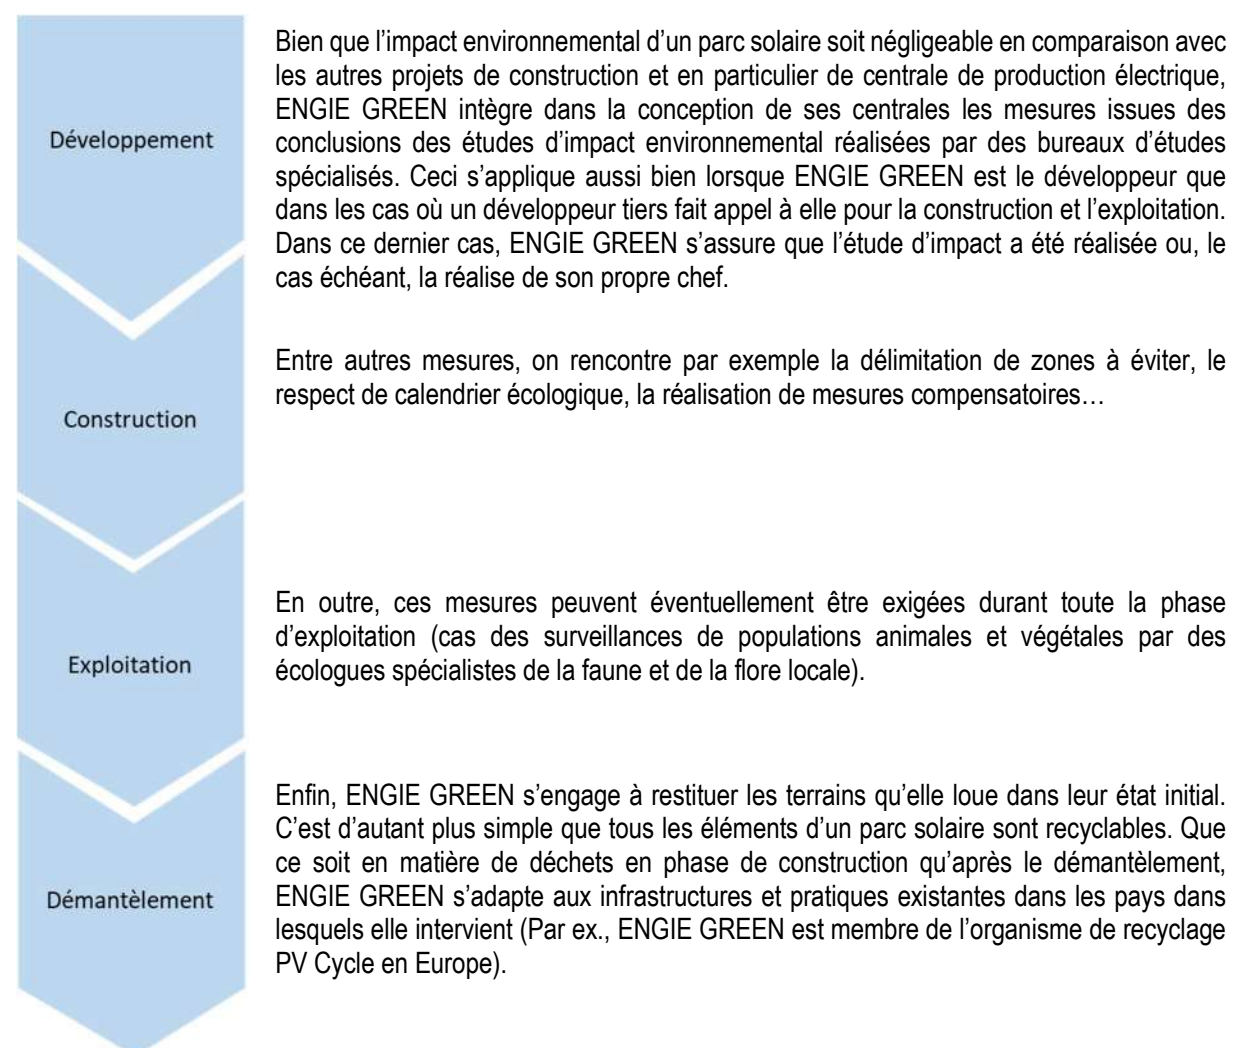 Développement
Bien que l’impact environnemental d’un parc solaire soit négligeable en comparaison avec
les autres projets de construction et en particulier de centrale de production électrique,
ENGIE GREEN intègre dans la conception de ses centrales les mesures issues des
conclusions des études d’impact environnemental réalisées par des bureaux d’études
spécialisés. Ceci s’applique aussi bien lorsque ENGIE GREEN est le développeur que
dans les cas où un développeur tiers fait appel à elle pour la construction et l’exploitation.
Dans ce dernier cas, ENGIE GREEN s’assure que l’étude d’impact a été réalisée ou, le
cas échéant, la réalise de son propre chef.
Construction
Entre autres mesures, on rencontre par exemple la délimitation de zones à éviter, le
respect de calendrier écologique, la réalisation de mesures compensatoires…
Exploitation
En outre, ces mesures peuvent éventuellement être exigées durant toute la phase
d’exploitation (cas des surveillances de populations animales et végétales par des
écologues spécialistes de la faune et de la flore locale).
Démantèlement
Enfin, ENGIE GREEN s’engage à restituer les terrains qu’elle loue dans leur état initial.
C’est d’autant plus simple que tous les éléments d’un parc solaire sont recyclables. Que
ce soit en matière de déchets en phase de construction qu’après le démantèlement,
ENGIE GREEN s’adapte aux infrastructures et pratiques existantes dans les pays dans
lesquels elle intervient (Par ex., ENGIE GREEN est membre de l’organisme de recyclage
PV Cycle en Europe).